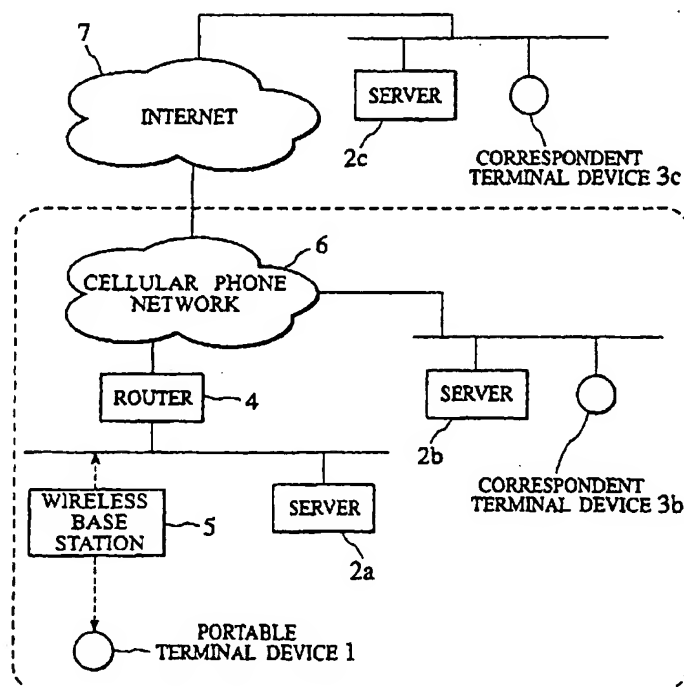 7
INTERNET
SERVER
2c
CORRESPONDENT
TERMINAL DEVICE 3c
6
CELLULAR PHONE
NETWORK
ROUTER
4
SERVER
2b
CORRESPONDENT
TERMINAL DEVICE 3b
WIRELESS
BASE
STATION
5
SERVER
2a
PORTABLE
TERMINAL DEVICE 1